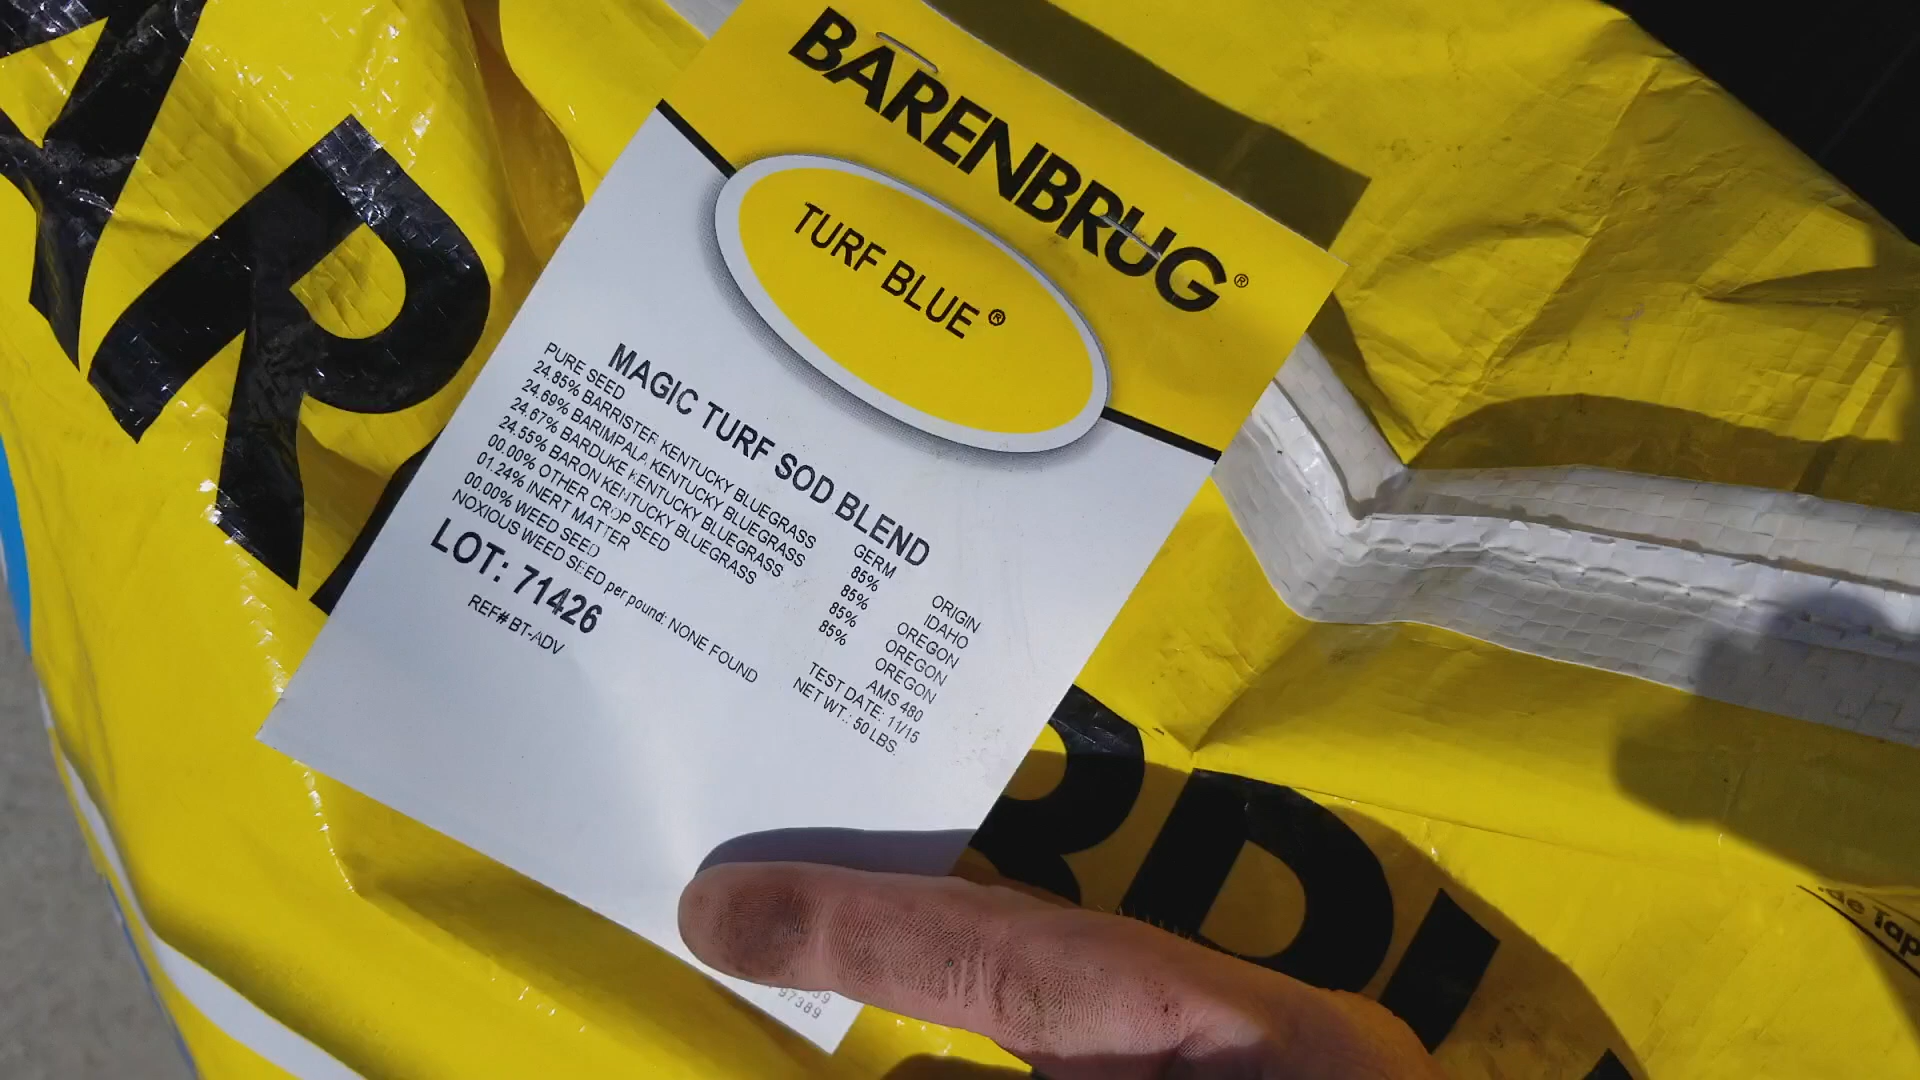 BARENBRUG®
TURF BLUE ®
MAGIC TURF SOD BLEND
PURE SEED GERM ORIGIN
24.85% BARRISTER KENTUCKY BLUEGRASS 85% IDAHO
24.69% BARIMPALA KENTUCKY BLUEGRASS 85% OREGON
24.67% BARDUKE KENTUCKY BLUEGRASS 85% OREGON
24.55% BARON KENTUCKY BLUEGRASS 85% OREGON
00.00% OTHER CROP SEED AMS 480
01.24% INERT MATTER TEST DATE: 11/15
00.00% WEED SEED NET WT.: 50 LBS.
NOXIOUS WEED SEED per pound: NONE FOUND
LOT: 71426
REF# BT-ADV
97389